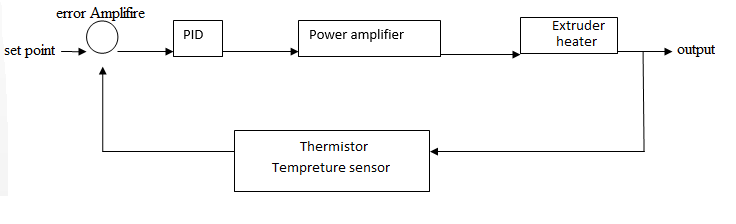 error Amplifire
set point
PID
Power amplifier
Extruder
heater
output
Thermistor
Tempreture sensor